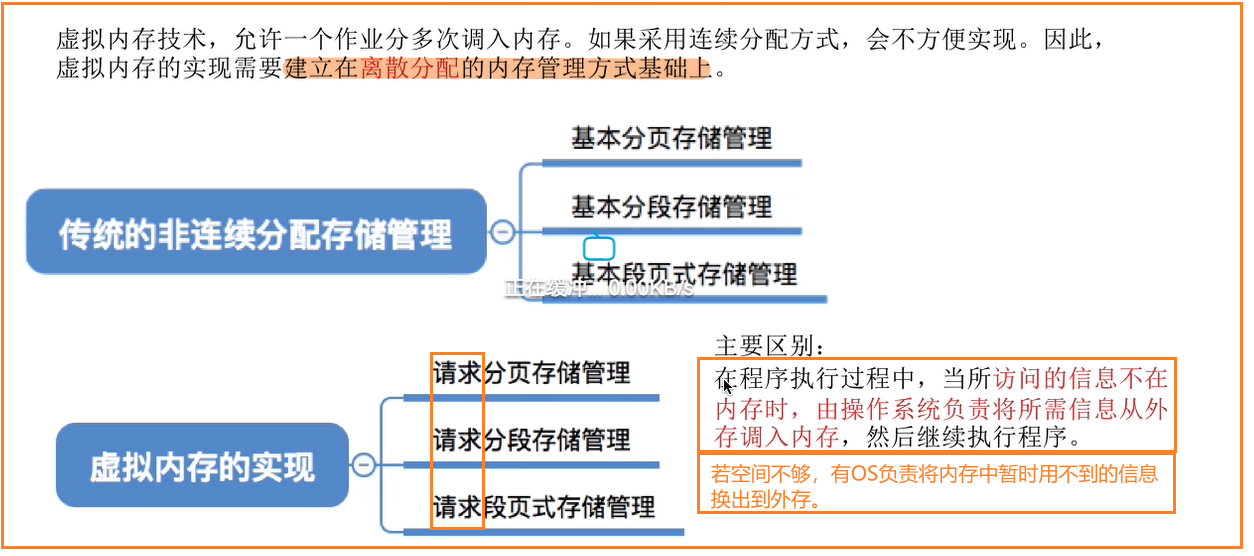 虚拟内存技术，允许一个作业分多次调入内存。如果采用连续分配方式，会不方便实现。因此，
虚拟内存的实现需要建立在离散分配的内存管理方式基础上。
基本分页存储管理
传统的非连续分配存储管理
基本分段存储管理
基本段页式存储管理
正在缓冲... 0.00KB/s
主要区别：
请求分页存储管理
在程序执行过程中，当所访问的信息不在
内存时，由操作系统负责将所需信息从外
存调入内存，然后继续执行程序。
虚拟内存的实现
请求分段存储管理
请求段页式存储管理
若空间不够，有OS负责将内存中暂时用不到的信息
换出到外存。